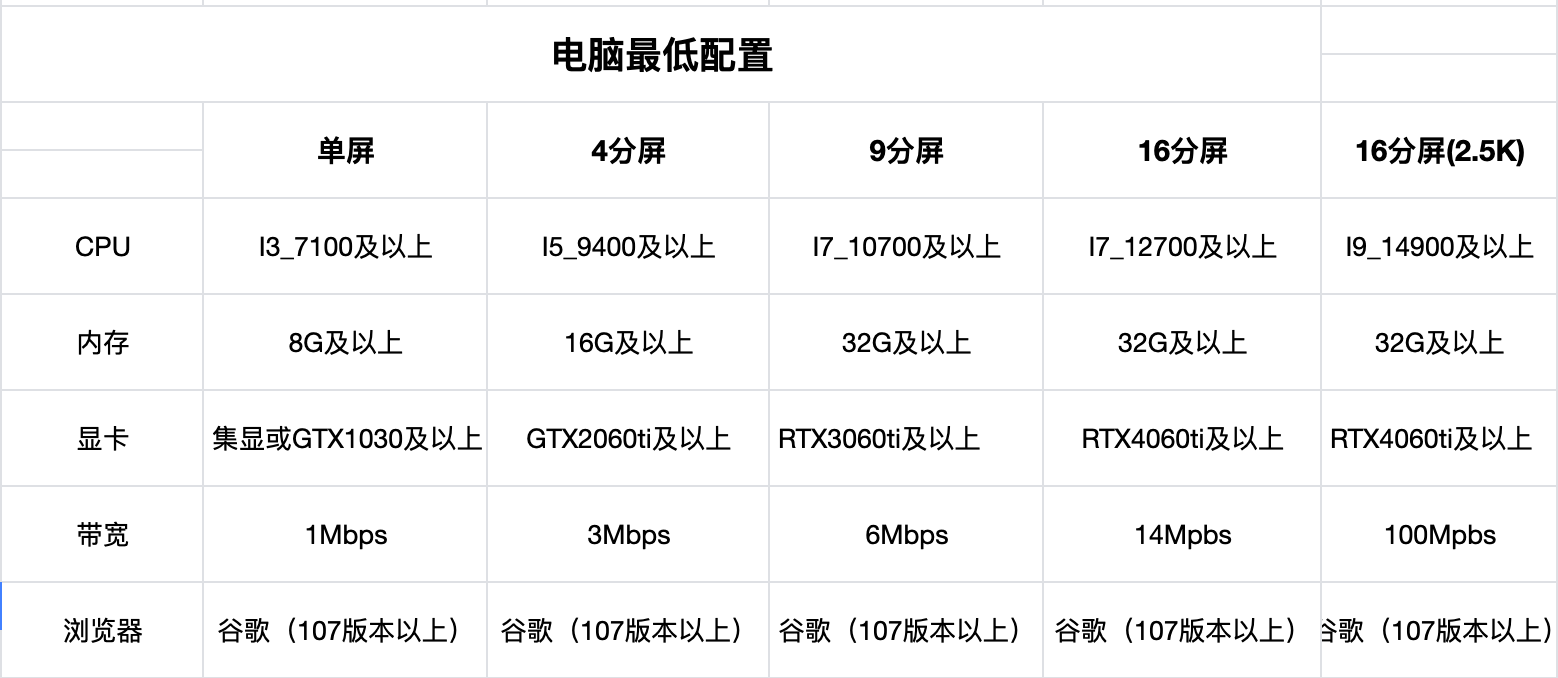 电脑最低配置
单屏 4分屏 9分屏 16分屏 16分屏(2.5K)
CPU I3_7100及以上 I5_9400及以上 I7_10700及以上 I7_12700及以上 I9_14900及以上
内存 8G及以上 16G及以上 32G及以上 32G及以上 32G及以上
显卡 集显或GTX1030及以上 GTX2060ti及以上 RTX3060ti及以上 RTX4060ti及以上 RTX4060ti及以上
带宽 1Mbps 3Mbps 6Mbps 14Mpbs 100Mpbs
浏览器 谷歌（107版本以上） 谷歌（107版本以上） 谷歌（107版本以上） 谷歌（107版本以上） 谷歌（107版本以上）